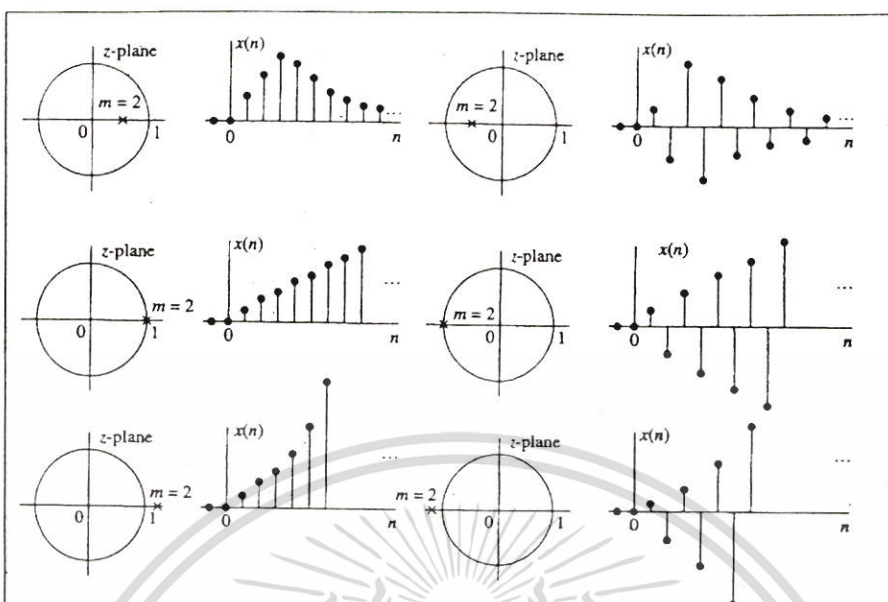 z-plane
m = 2
0
1
x(n)
...
0
n
z-plane
m = 2
0
1
x(n)
...
0
n
z-plane
m = 2
0
1
x(n)
...
0
n
z-plane
m = 2
0
1
x(n)
...
0
n
z-plane
m = 2
0
1
x(n)
...
0
n
z-plane
m = 2
0
1
x(n)
...
0
n